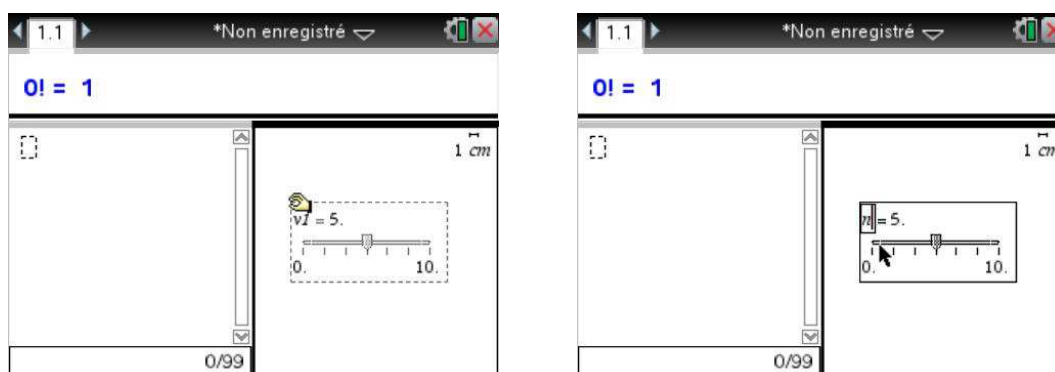 1.1 *Non enregistré
0! = 1
1 cm
v1 = 5.
0. 10.
0/99
1.1 *Non enregistré
0! = 1
1 cm
n = 5.
0. 10.
0/99